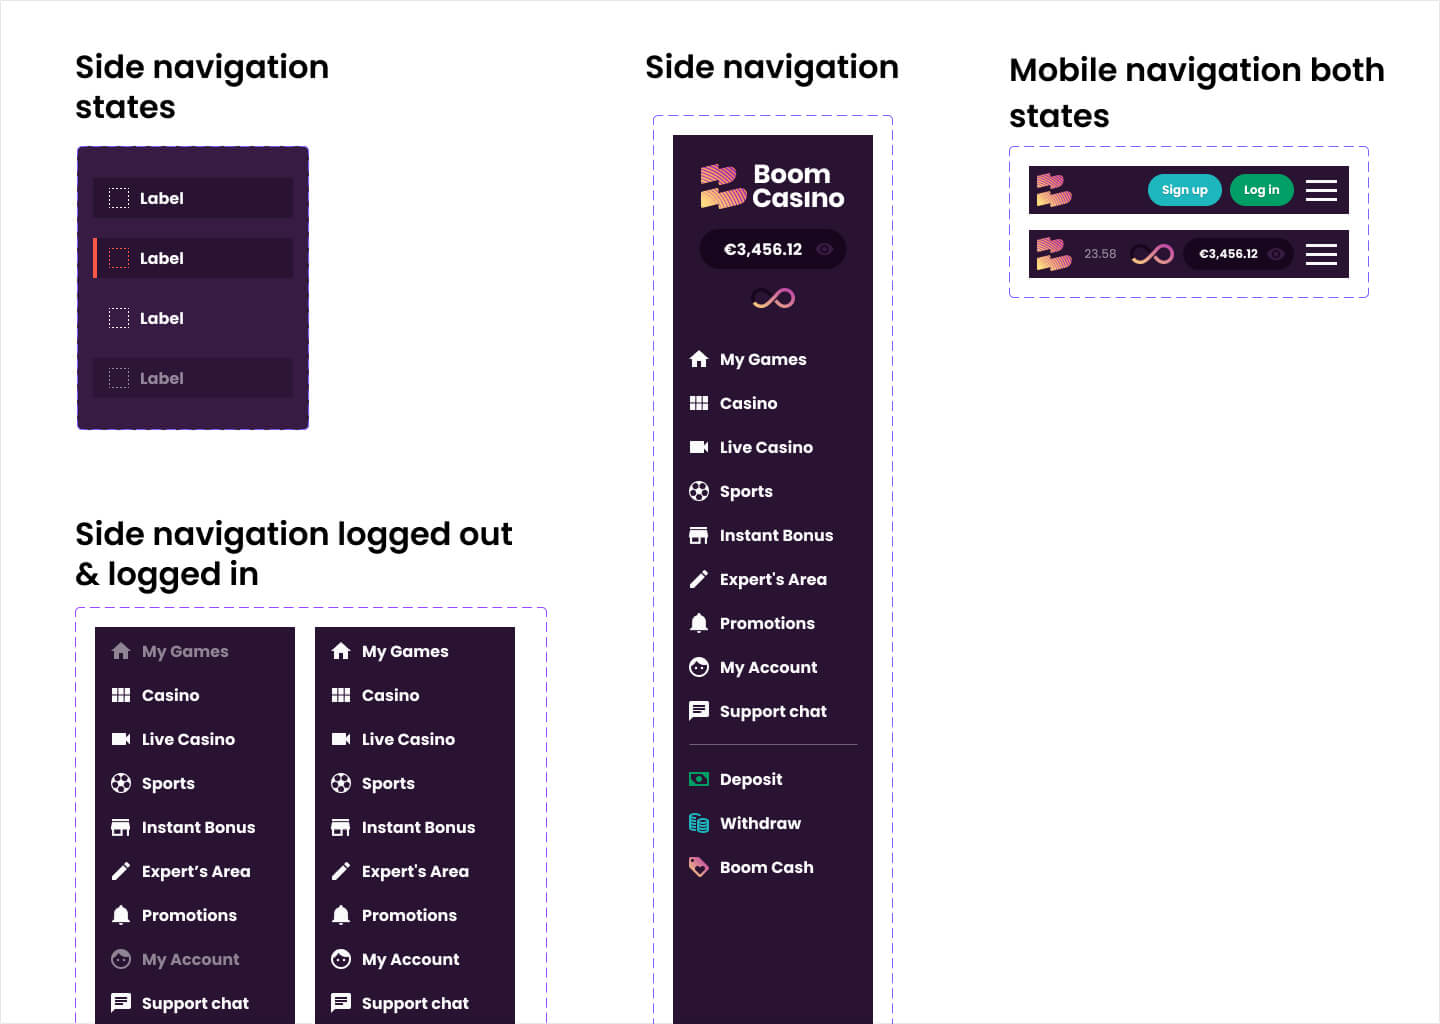 Side navigation
states
Label
Label
Label
Label
Side navigation logged out
& logged in
My Games
Casino
Live Casino
Sports
Instant Bonus
Expert’s Area
Promotions
My Account
Support chat
My Games
Casino
Live Casino
Sports
Instant Bonus
Expert's Area
Promotions
My Account
Support chat
Side navigation
Boom
Casino
€3,456.12
My Games
Casino
Live Casino
Sports
Instant Bonus
Expert's Area
Promotions
My Account
Support chat
Deposit
Withdraw
Boom Cash
Mobile navigation both
states
Sign up
Log in
23.58
€3,456.12